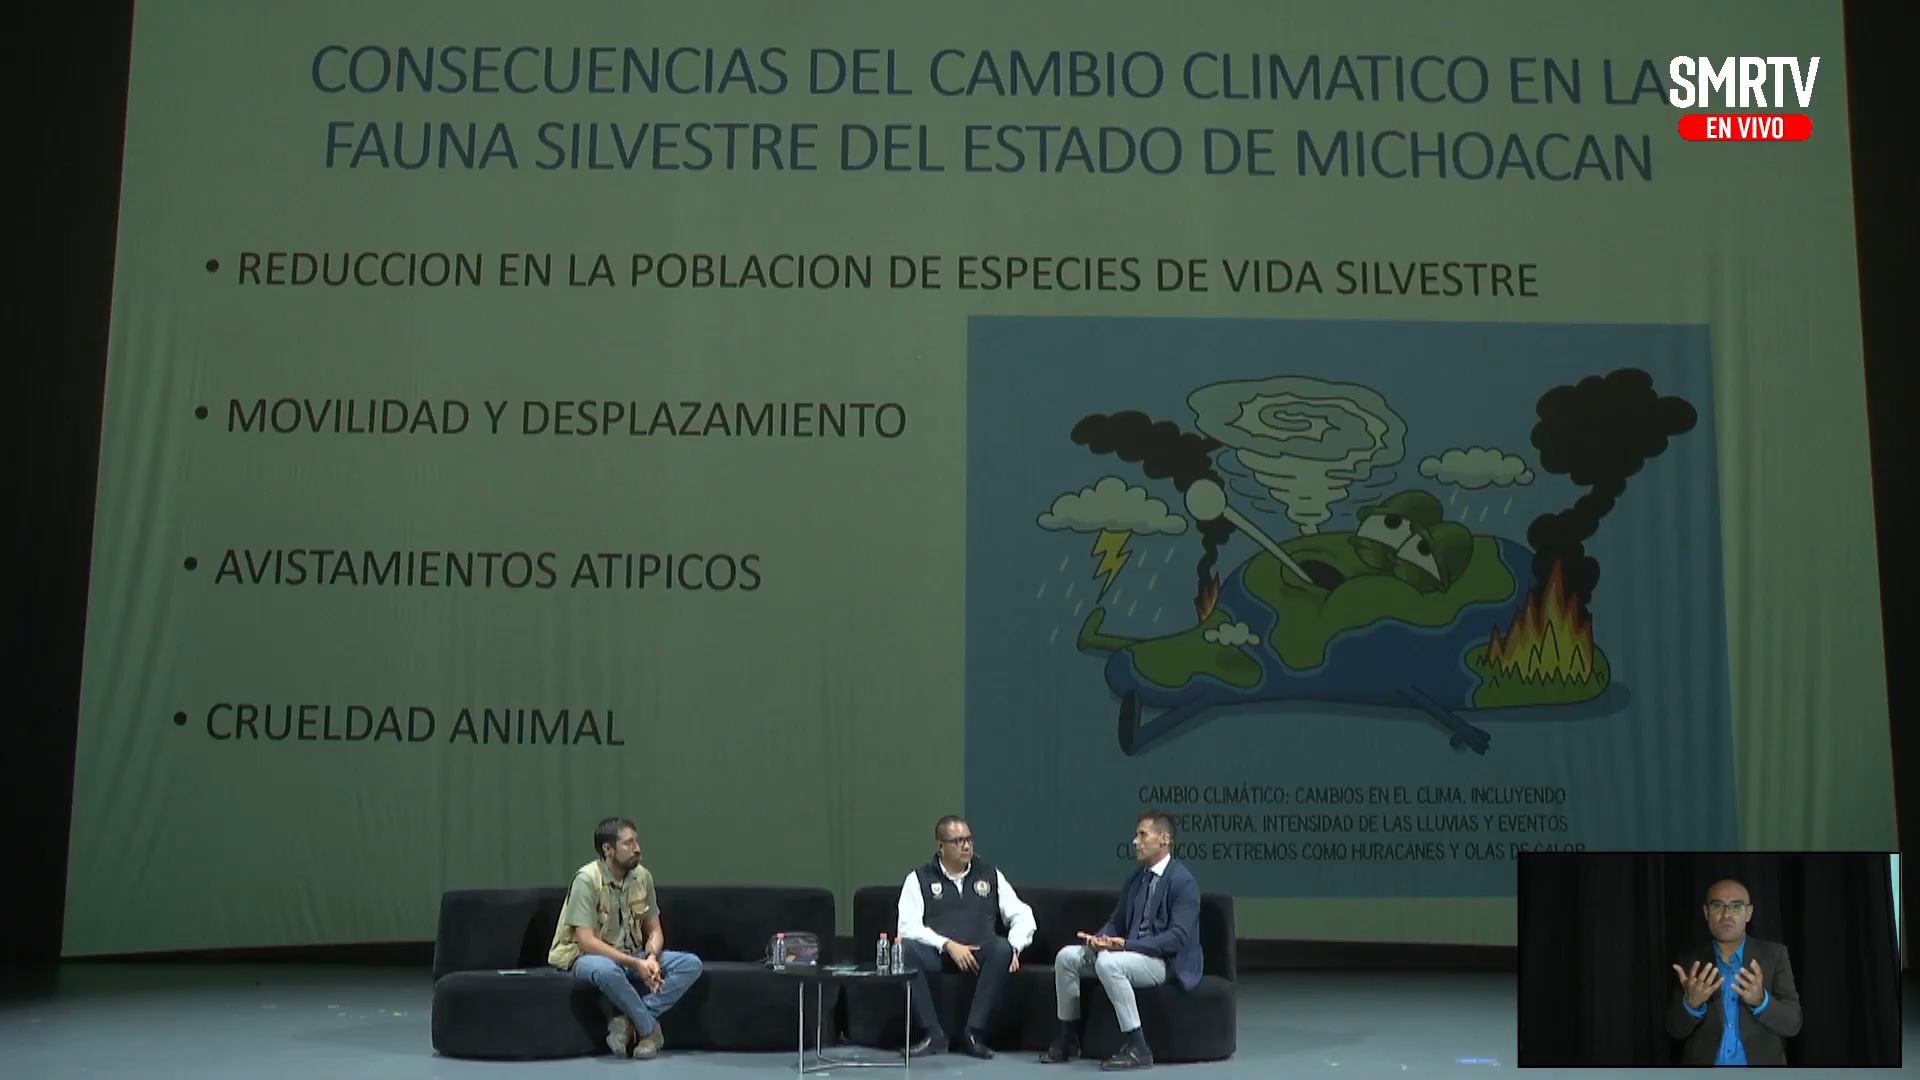 CONSECUENCIAS DEL CAMBIO CLIMATICO EN LA
FAUNA SILVESTRE DEL ESTADO DE MICHOACAN
SMRTV
EN VIVO
• REDUCCION EN LA POBLACION DE ESPECIES DE VIDA SILVESTRE
• MOVILIDAD Y DESPLAZAMIENTO
• AVISTAMIENTOS ATIPICOS
• CRUELDAD ANIMAL
CAMBIO CLIMÁTICO: CAMBIOS EN EL CLIMA, INCLUYENDO
INTENSIDAD DE LAS LLUVIAS Y EVENTOS
EXTREMOS COMO HURACANES Y OLAS DE CALOR